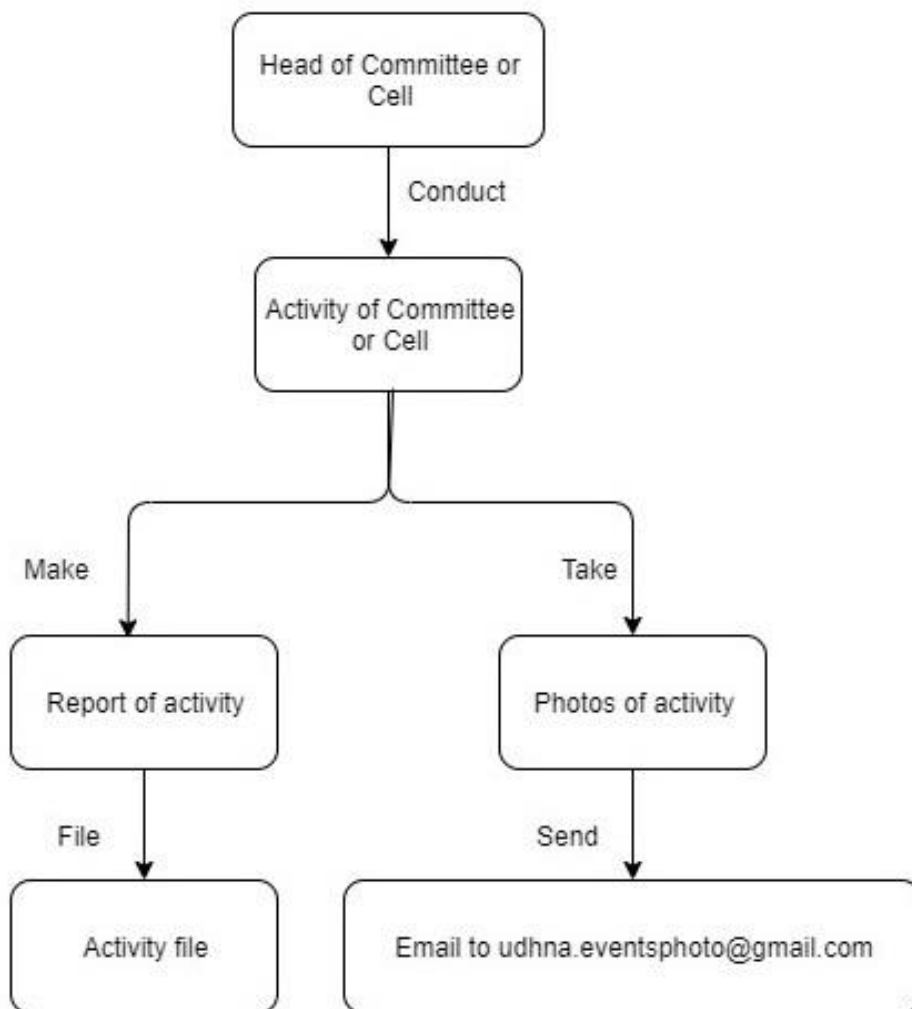 Head of Committee or
Cell
Conduct
Activity of Committee
or Cell
Make
Take
Report of activity
Photos of activity
File
Send
Activity file
Email to udhna.eventsphoto@gmail.com